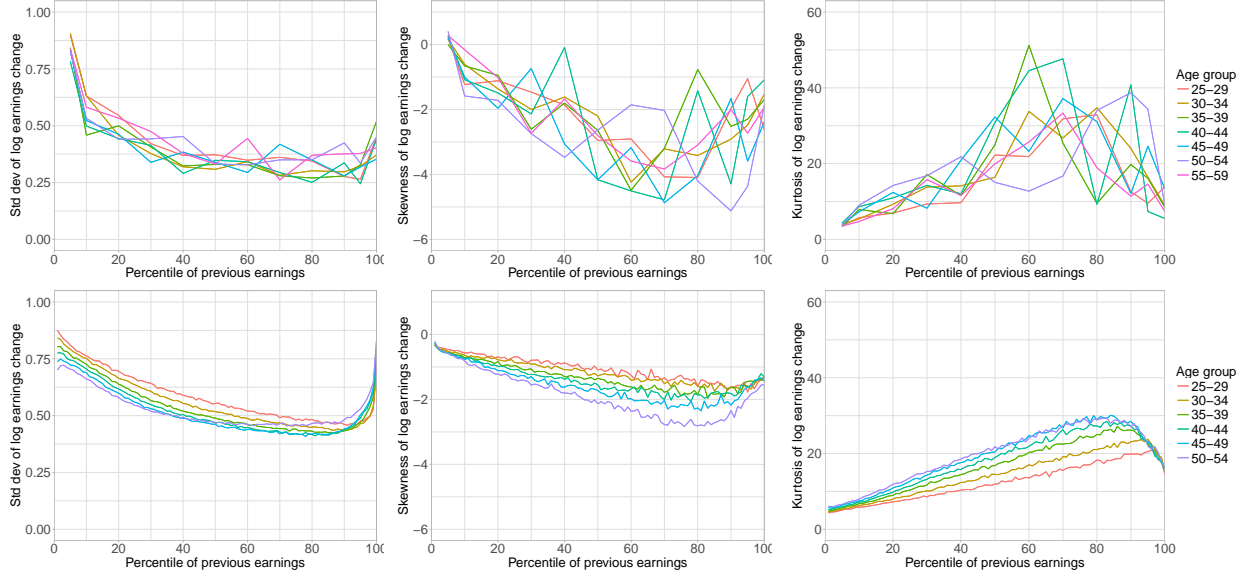 Std dev of log earnings change
1.00
0.75
0.50
0.25
0.00
0 20 40 60 80 100
Percentile of previous earnings
Skewness of log earnings change
0
−2
−4
−6
0 20 40 60 80 100
Percentile of previous earnings
Kurtosis of log earnings change
60
40
20
0
0 20 40 60 80 100
Percentile of previous earnings
Age group
25−29
30−34
35−39
40−44
45−49
50−54
55−59
Std dev of log earnings change
1.00
0.75
0.50
0.25
0.00
0 20 40 60 80 100
Percentile of previous earnings
Skewness of log earnings change
0
−2
−4
−6
0 20 40 60 80 100
Percentile of previous earnings
Kurtosis of log earnings change
60
40
20
0
0 20 40 60 80 100
Percentile of previous earnings
Age group
25−29
30−34
35−39
40−44
45−49
50−54